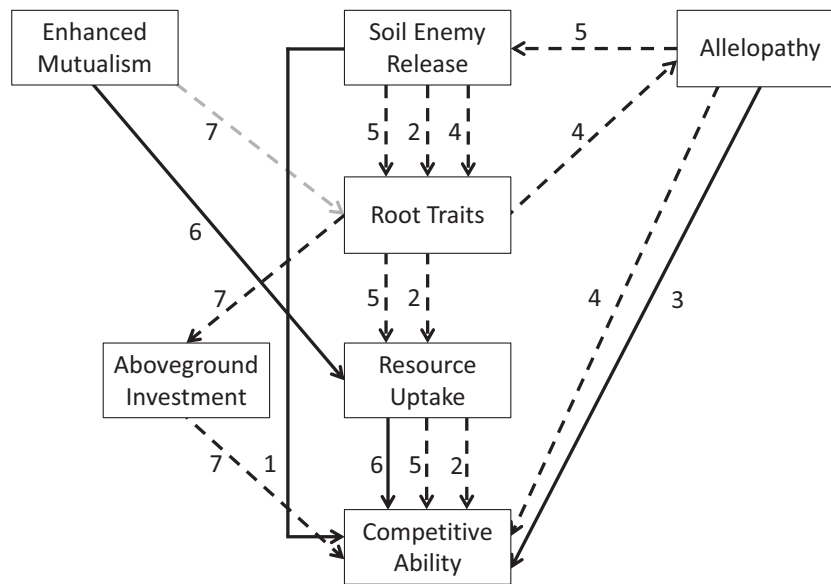 Enhanced
Mutualism
Soil Enemy
Release
Allelopathy
5
7
5
2
4
4
Root Traits
6
7
5
2
4
3
Aboveground
Investment
Resource
Uptake
7
1
6
5
2
Competitive
Ability